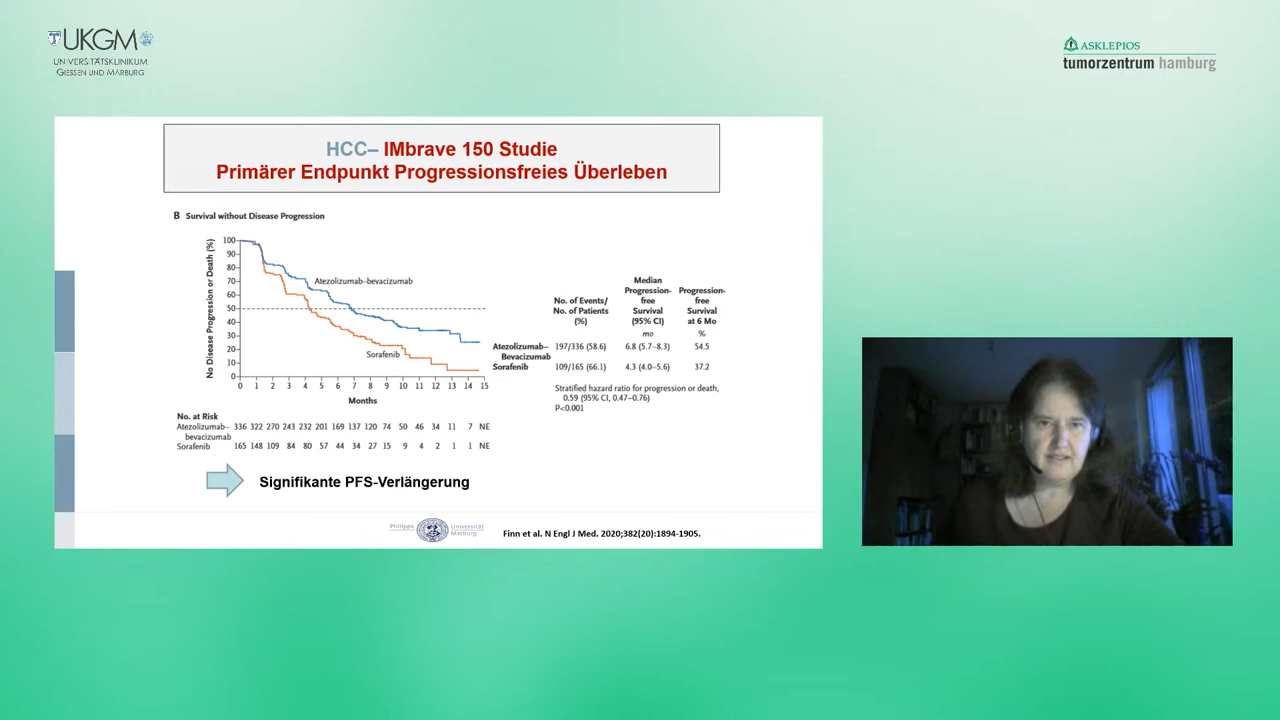 UKGM
UNIVERSITÄTSKLINIKUM
GIESSEN UND MARBURG
ASKLEPIOS
tumorzentrum hamburg
HCC– IMbrave 150 Studie
Primärer Endpunkt Progressionsfreies Überleben
B Survival without Disease Progression
No Disease Progression or Death (%)
100
90
80
70
60
50
40
30
20
10
0
Atezolizumab–bevacizumab
Sorafenib
0 1 2 3 4 5 6 7 8 9 10 11 12 13 14 15
Months
No. of Events/
No. of Patients
(%)
Median
Progression-
free
Survival
(95% CI)
Progression-
free
Survival
at 6 Mo
mo %
Atezolizumab–
Bevacizumab 197/336 (58.6) 6.8 (5.7–8.3) 54.5
Sorafenib 109/165 (66.1) 4.3 (4.0–5.6) 37.2
Stratified hazard ratio for progression or death,
0.59 (95% CI, 0.47–0.76)
P<0.001
No. at Risk
Atezolizumab–
bevacizumab 336 322 270 243 232 201 169 137 120 74 50 46 34 11 7 NE
Sorafenib 165 148 109 84 80 57 44 34 27 15 9 4 2 1 1 NE
Signifikante PFS-Verlängerung
Philipps Universität
Marburg
Finn et al. N Engl J Med. 2020;382(20):1894-1905.